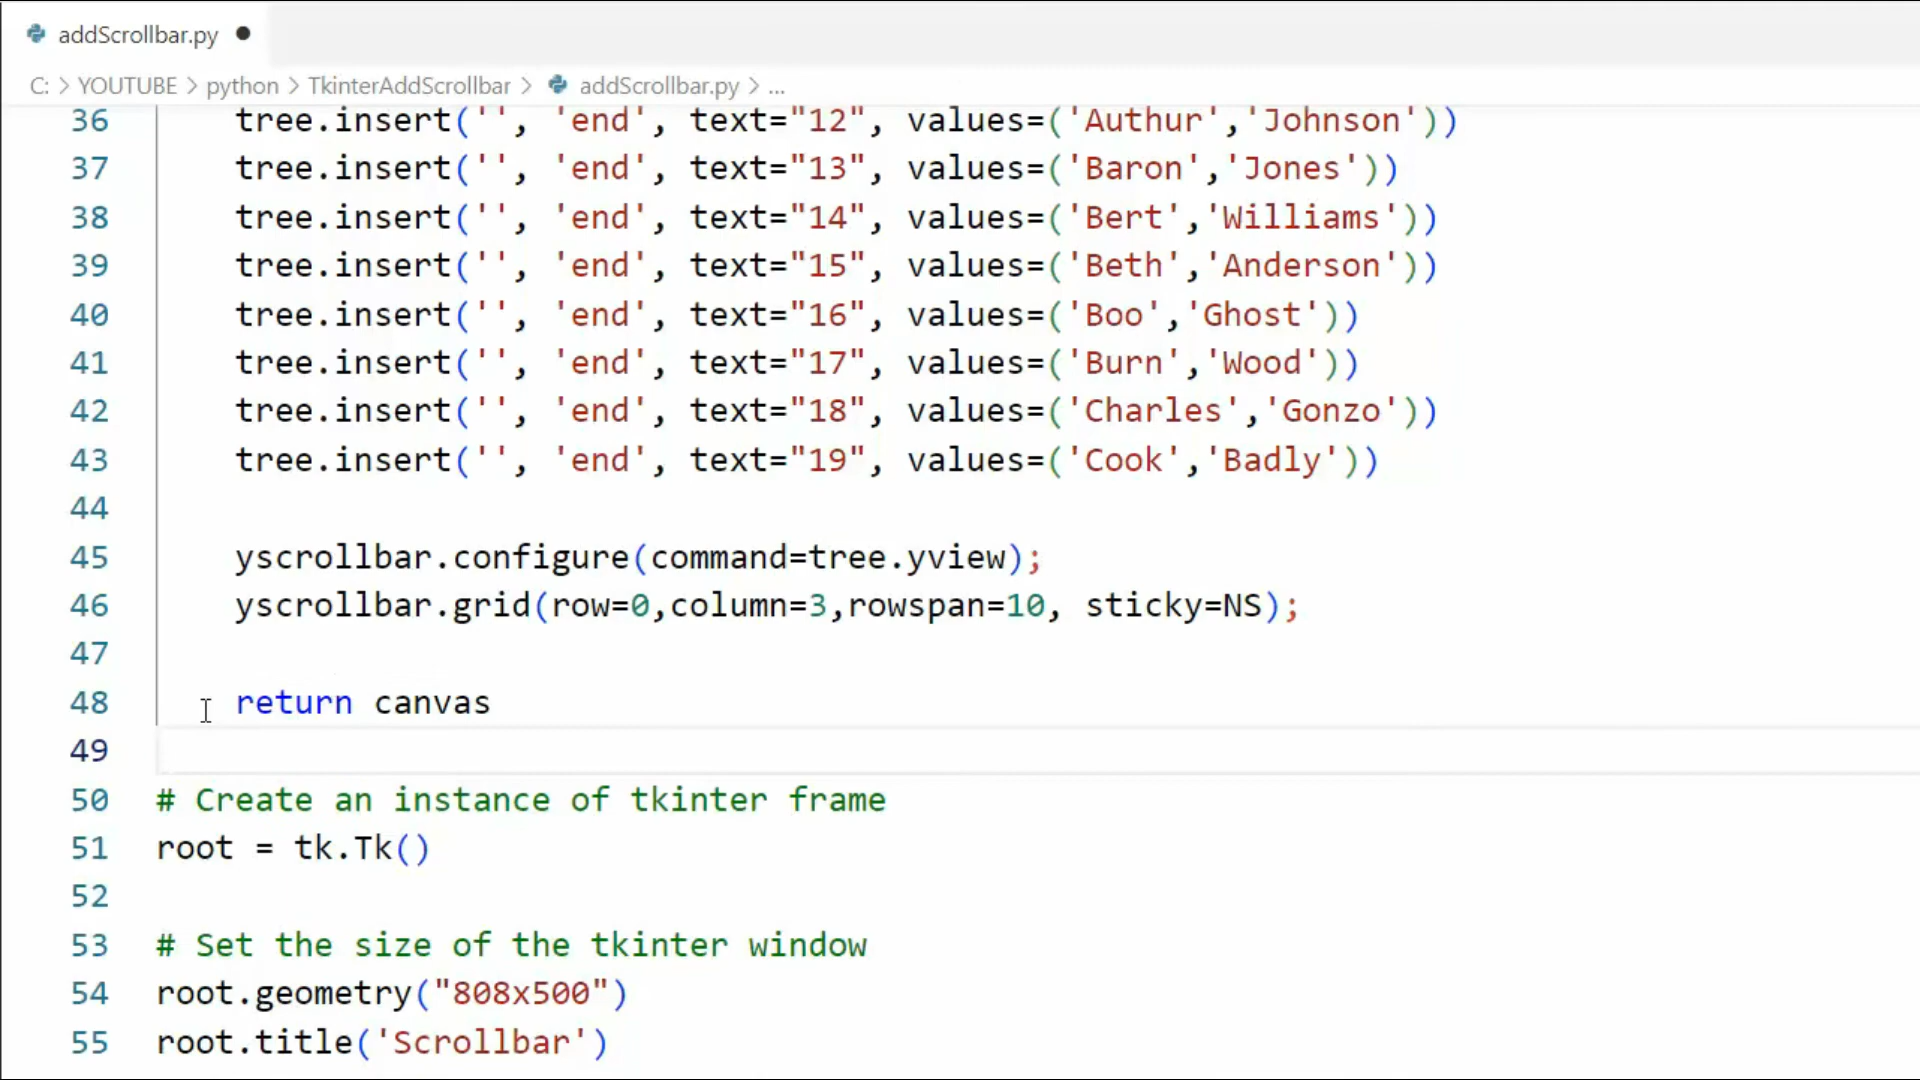 addScrollbar.py ●
C: > YOUTUBE > python > TkinterAddScrollbar > addScrollbar.py > ...
36 tree.insert('', 'end', text="12", values=('Authur','Johnson'))
37 tree.insert('', 'end', text="13", values=('Baron','Jones'))
38 tree.insert('', 'end', text="14", values=('Bert','Williams'))
39 tree.insert('', 'end', text="15", values=('Beth','Anderson'))
40 tree.insert('', 'end', text="16", values=('Boo','Ghost'))
41 tree.insert('', 'end', text="17", values=('Burn','Wood'))
42 tree.insert('', 'end', text="18", values=('Charles','Gonzo'))
43 tree.insert('', 'end', text="19", values=('Cook','Badly'))
44
45 yscrollbar.configure(command=tree.yview);
46 yscrollbar.grid(row=0,column=3,rowspan=10, sticky=NS);
47
48 return canvas
49
50 # Create an instance of tkinter frame
51 root = tk.Tk()
52
53 # Set the size of the tkinter window
54 root.geometry("808x500")
55 root.title('Scrollbar')